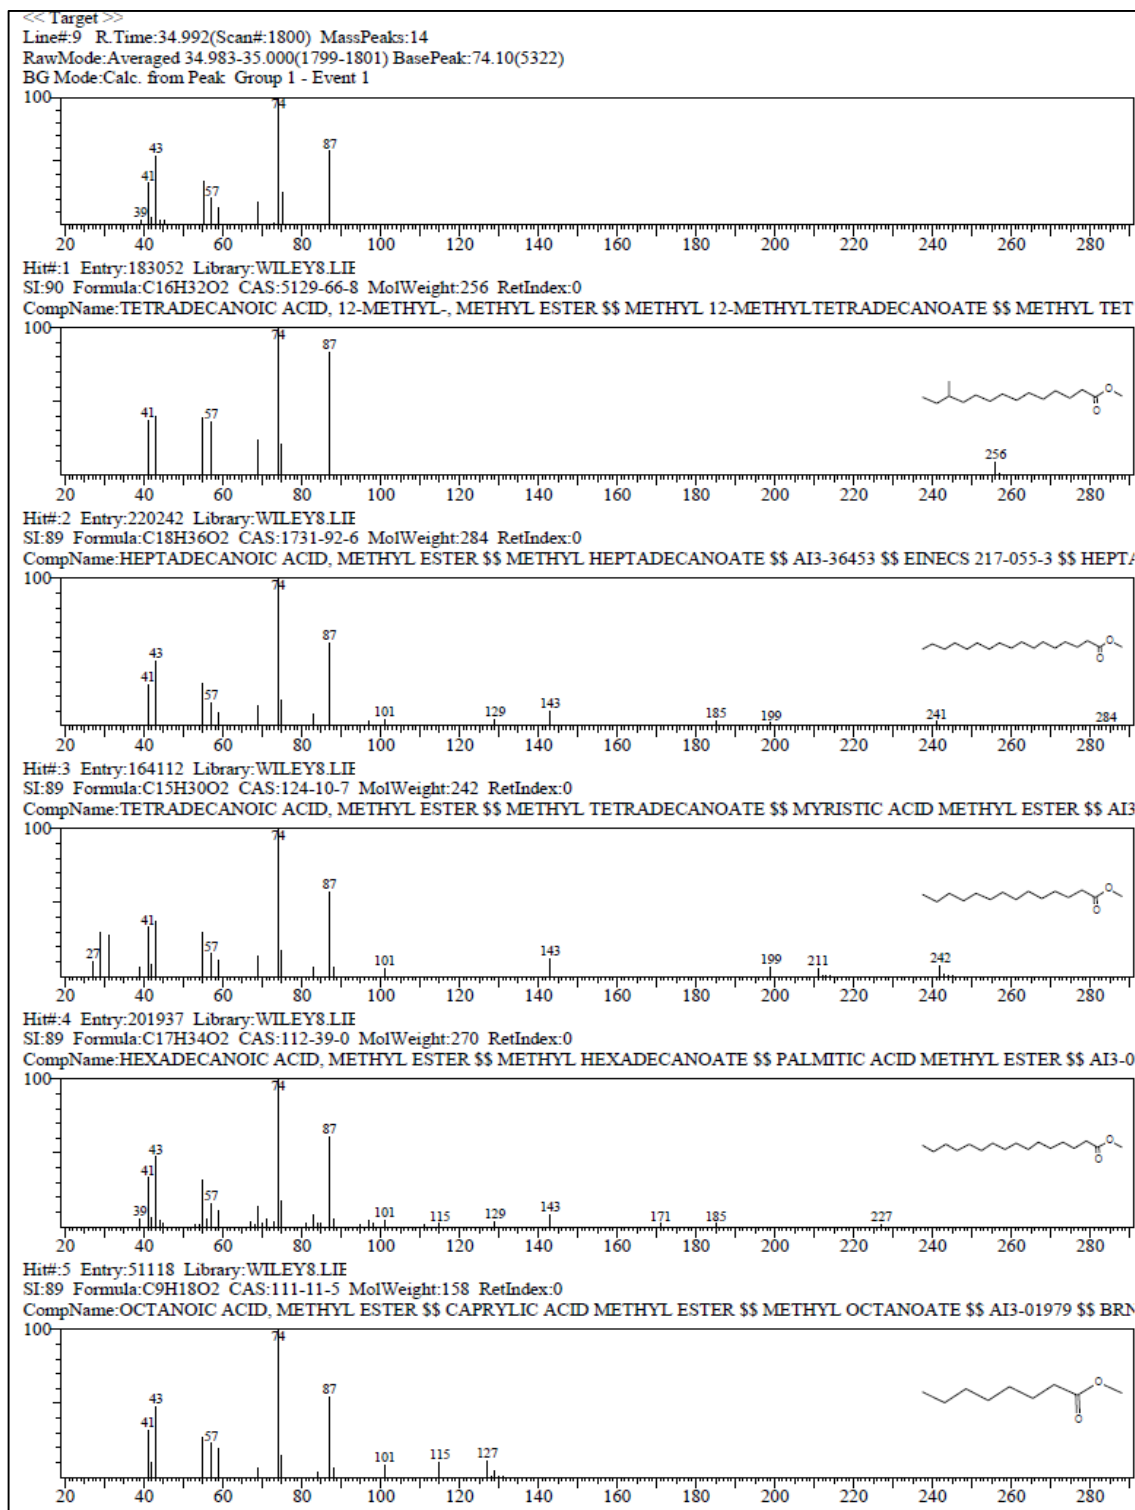 << Target >>
Line#:9 R.Time:34.992(Scan#:1800) MassPeaks:14
RawMode:Averaged 34.983-35.000(1799-1801) BasePeak:74.10(5322)
BG Mode:Calc. from Peak Group 1 - Event 1
100
74
87
43
41
57
39
20 40 60 80 100 120 140 160 180 200 220 240 260 280
Hit#:1 Entry:183052 Library:WILEY8.LIE
SI:90 Formula:C16H32O2 CAS:5129-66-8 MolWeight:256 RetIndex:0
CompName:TETRADECANOIC ACID, 12-METHYL-, METHYL ESTER $$ METHYL 12-METHYLTETRADECANOATE $$ METHYL TET
100
74
87
41
57
256
O
O
20 40 60 80 100 120 140 160 180 200 220 240 260 280
Hit#:2 Entry:220242 Library:WILEY8.LIE
SI:89 Formula:C18H36O2 CAS:1731-92-6 MolWeight:284 RetIndex:0
CompName:HEPTADECANOIC ACID, METHYL ESTER $$ METHYL HEPTADECANOATE $$ AI3-36453 $$ EINECS 217-055-3 $$ HEPTA
100
74
87
43
41
57
101 129 143 185 199 241 284
O
O
20 40 60 80 100 120 140 160 180 200 220 240 260 280
Hit#:3 Entry:164112 Library:WILEY8.LIE
SI:89 Formula:C15H30O2 CAS:124-10-7 MolWeight:242 RetIndex:0
CompName:TETRADECANOIC ACID, METHYL ESTER $$ METHYL TETRADECANOATE $$ MYRISTIC ACID METHYL ESTER $$ AI3
100
74
87
41
27
57
101 143 199 211 242
O
O
20 40 60 80 100 120 140 160 180 200 220 240 260 280
Hit#:4 Entry:201937 Library:WILEY8.LIE
SI:89 Formula:C17H34O2 CAS:112-39-0 MolWeight:270 RetIndex:0
CompName:HEXADECANOIC ACID, METHYL ESTER $$ METHYL HEXADECANOATE $$ PALMITIC ACID METHYL ESTER $$ AI3-0
100
74
87
43
41
57
39
101 115 129 143 171 185 227
O
O
20 40 60 80 100 120 140 160 180 200 220 240 260 280
Hit#:5 Entry:51118 Library:WILEY8.LIE
SI:89 Formula:C9H18O2 CAS:111-11-5 MolWeight:158 RetIndex:0
CompName:OCTANOIC ACID, METHYL ESTER $$ CAPRYLIC ACID METHYL ESTER $$ METHYL OCTANOATE $$ AI3-01979 $$ BRN
100
74
87
43
41
57
101 115 127
O
O
20 40 60 80 100 120 140 160 180 200 220 240 260 280